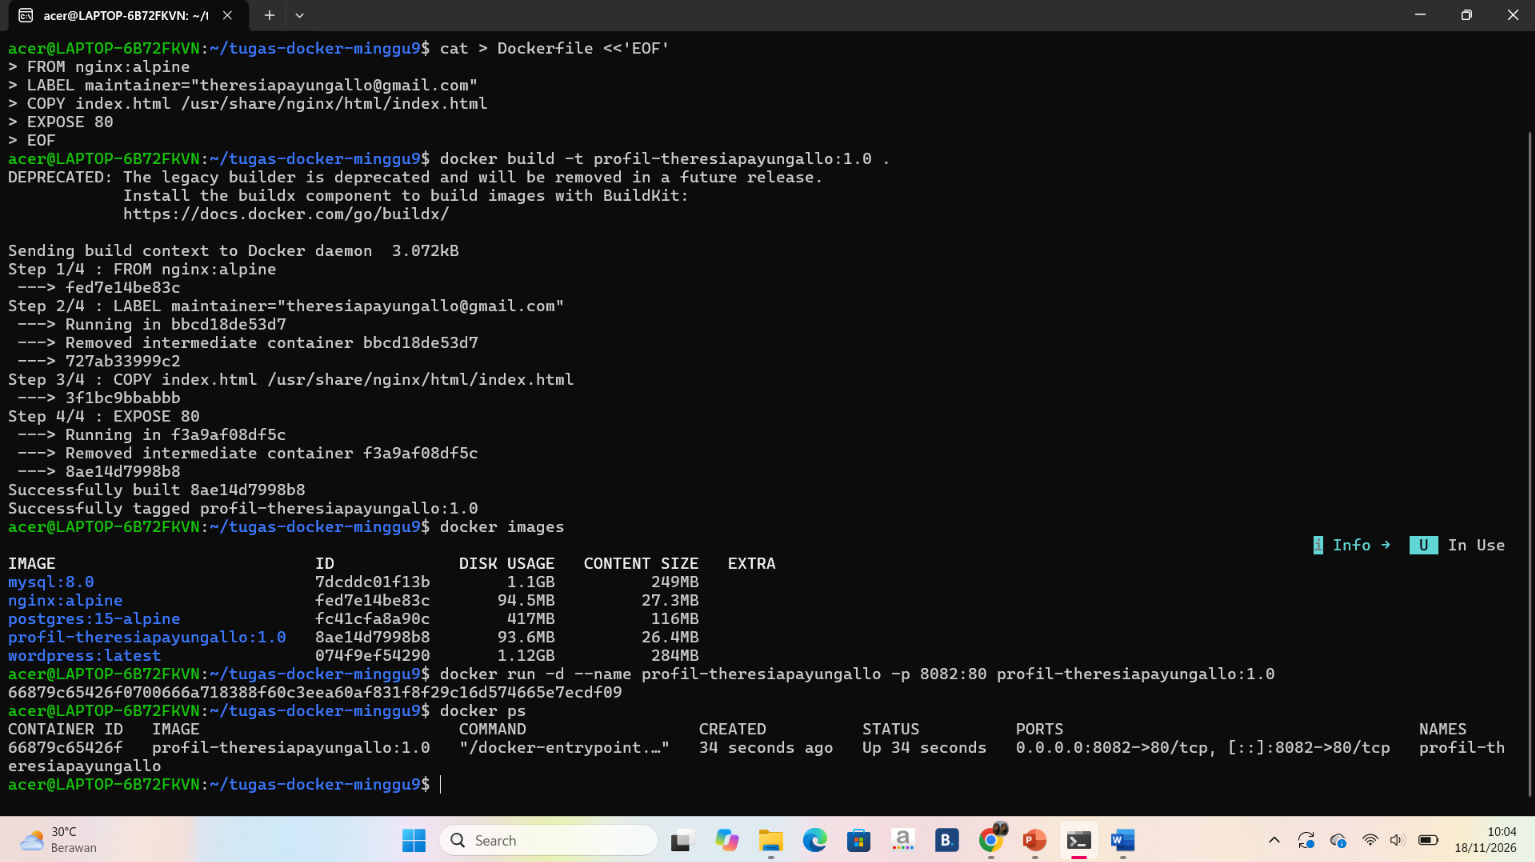 acer@LAPTOP-6B72FKVN: ~/t
acer@LAPTOP-6B72FKVN:~/tugas-docker-minggu9$ cat > Dockerfile <<'EOF'
> FROM nginx:alpine
> LABEL maintainer="theresiapayungallo@gmail.com"
> COPY index.html /usr/share/nginx/html/index.html
> EXPOSE 80
> EOF
acer@LAPTOP-6B72FKVN:~/tugas-docker-minggu9$ docker build -t profil-theresiapayungallo:1.0 .
DEPRECATED: The legacy builder is deprecated and will be removed in a future release.
            Install the buildx component to build images with BuildKit:
            https://docs.docker.com/go/buildx/
Sending build context to Docker daemon  3.072kB
Step 1/4 : FROM nginx:alpine
 ---> fed7e14be83c
Step 2/4 : LABEL maintainer="theresiapayungallo@gmail.com"
 ---> Running in bbcd18de53d7
 ---> Removed intermediate container bbcd18de53d7
 ---> 727ab33999c2
Step 3/4 : COPY index.html /usr/share/nginx/html/index.html
 ---> 3f1bc9bbabbb
Step 4/4 : EXPOSE 80
 ---> Running in f3a9af08df5c
 ---> Removed intermediate container f3a9af08df5c
 ---> 8ae14d7998b8
Successfully built 8ae14d7998b8
Successfully tagged profil-theresiapayungallo:1.0
acer@LAPTOP-6B72FKVN:~/tugas-docker-minggu9$ docker images
i Info → U In Use
IMAGE                           ID             DISK USAGE   CONTENT SIZE   EXTRA
mysql:8.0                       7dcddc01f13b        1.1GB          249MB
nginx:alpine                    fed7e14be83c       94.5MB         27.3MB
postgres:15-alpine              fc41cfa8a90c        417MB          116MB
profil-theresiapayungallo:1.0   8ae14d7998b8       93.6MB         26.4MB
wordpress:latest                074f9ef54290       1.12GB          284MB
acer@LAPTOP-6B72FKVN:~/tugas-docker-minggu9$ docker run -d --name profil-theresiapayungallo -p 8082:80 profil-theresiapayungallo:1.0
66879c65426f0700666a718388f60c3eea60af831f8f29c16d574665e7ecdf09
acer@LAPTOP-6B72FKVN:~/tugas-docker-minggu9$ docker ps
CONTAINER ID   IMAGE                           COMMAND                  CREATED          STATUS          PORTS                                     NAMES
66879c65426f   profil-theresiapayungallo:1.0   "/docker-entrypoint.…"   34 seconds ago   Up 34 seconds   0.0.0.0:8082->80/tcp, [::]:8082->80/tcp   profil-th
eresiapayungallo
acer@LAPTOP-6B72FKVN:~/tugas-docker-minggu9$
30°C
Berawan
Search
10:04
18/11/2026